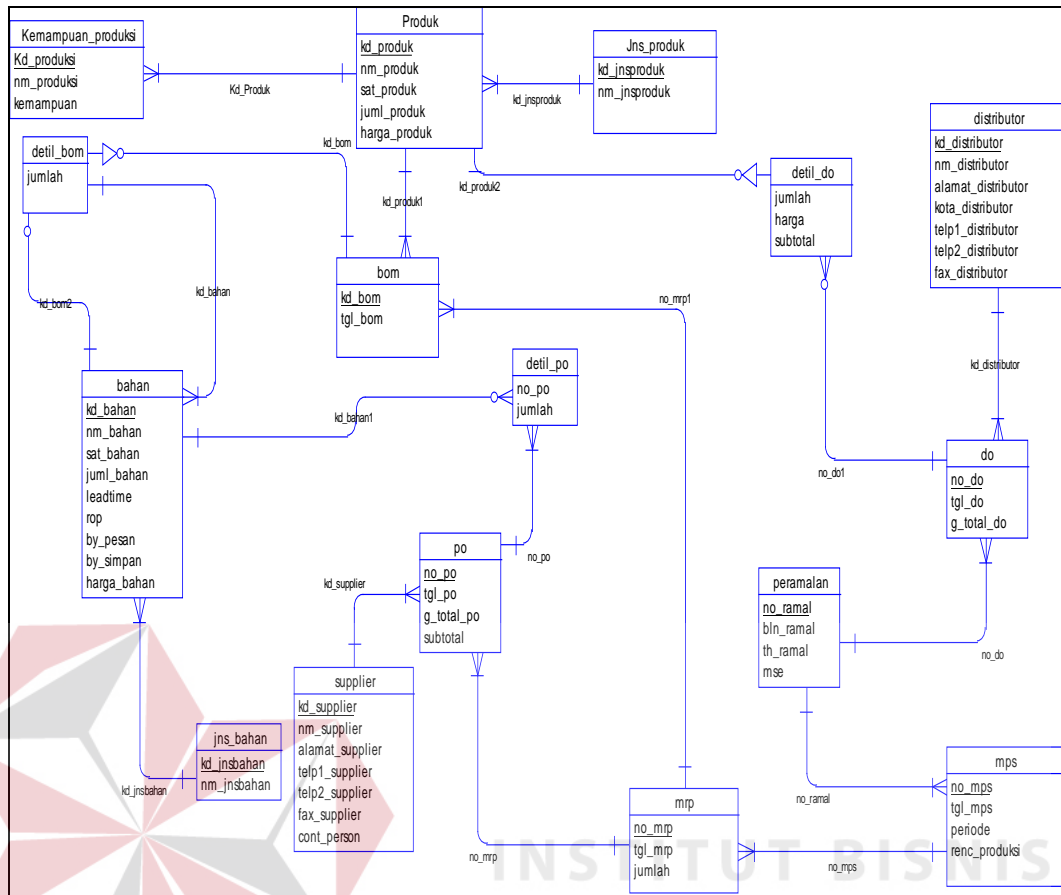 Kemampuan_produksi
Kd_produksi
nm_produksi
kemampuan
Kd_Produk
Produk
kd_produk
nm_produk
sat_produk
juml_produk
harga_produk
kd_jnsproduk
Jns_produk
kd_jnsproduk
nm_jnsproduk
distributor
kd_distributor
nm_distributor
alamat_distributor
kota_distributor
telp1_distributor
telp2_distributor
fax_distributor
detil_bom
jumlah
kd_bom
kd_produk1
kd_produk2
detil_do
jumlah
harga
subtotal
bom
kd_bom
tgl_bom
kd_bahan
kd_bom2
no_mrp1
kd_distributor
bahan
kd_bahan
nm_bahan
sat_bahan
juml_bahan
leadtime
rop
by_pesan
by_simpan
harga_bahan
kd_bahan1
detil_po
no_po
jumlah
no_do1
do
no_do
tgl_do
g_total_do
po
no_po
tgl_po
g_total_po
subtotal
no_po
kd_supplier
peramalan
no_ramal
bln_ramal
th_ramal
mse
no_do
supplier
kd_supplier
nm_supplier
alamat_supplier
telp1_supplier
telp2_supplier
fax_supplier
cont_person
jns_bahan
kd_jnsbahan
nm_jnsbahan
kd_jnsbahan
no_ramal
mps
no_mps
tgl_mps
periode
renc_produksi
mrp
no_mrp
tgl_mrp
jumlah
no_mrp
no_mps
INSTITUT BISNIS